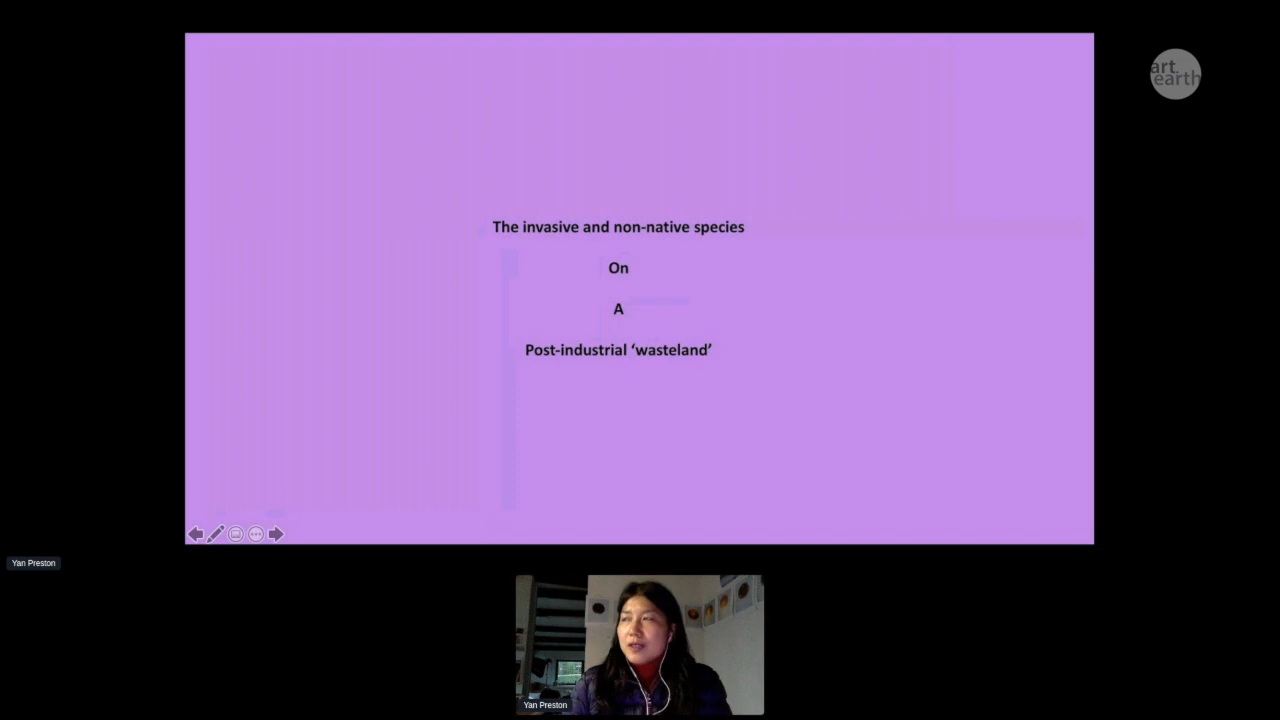 art
earth
The invasive and non-native species
On
A
Post-industrial ‘wasteland’
Yan Preston
Yan Preston